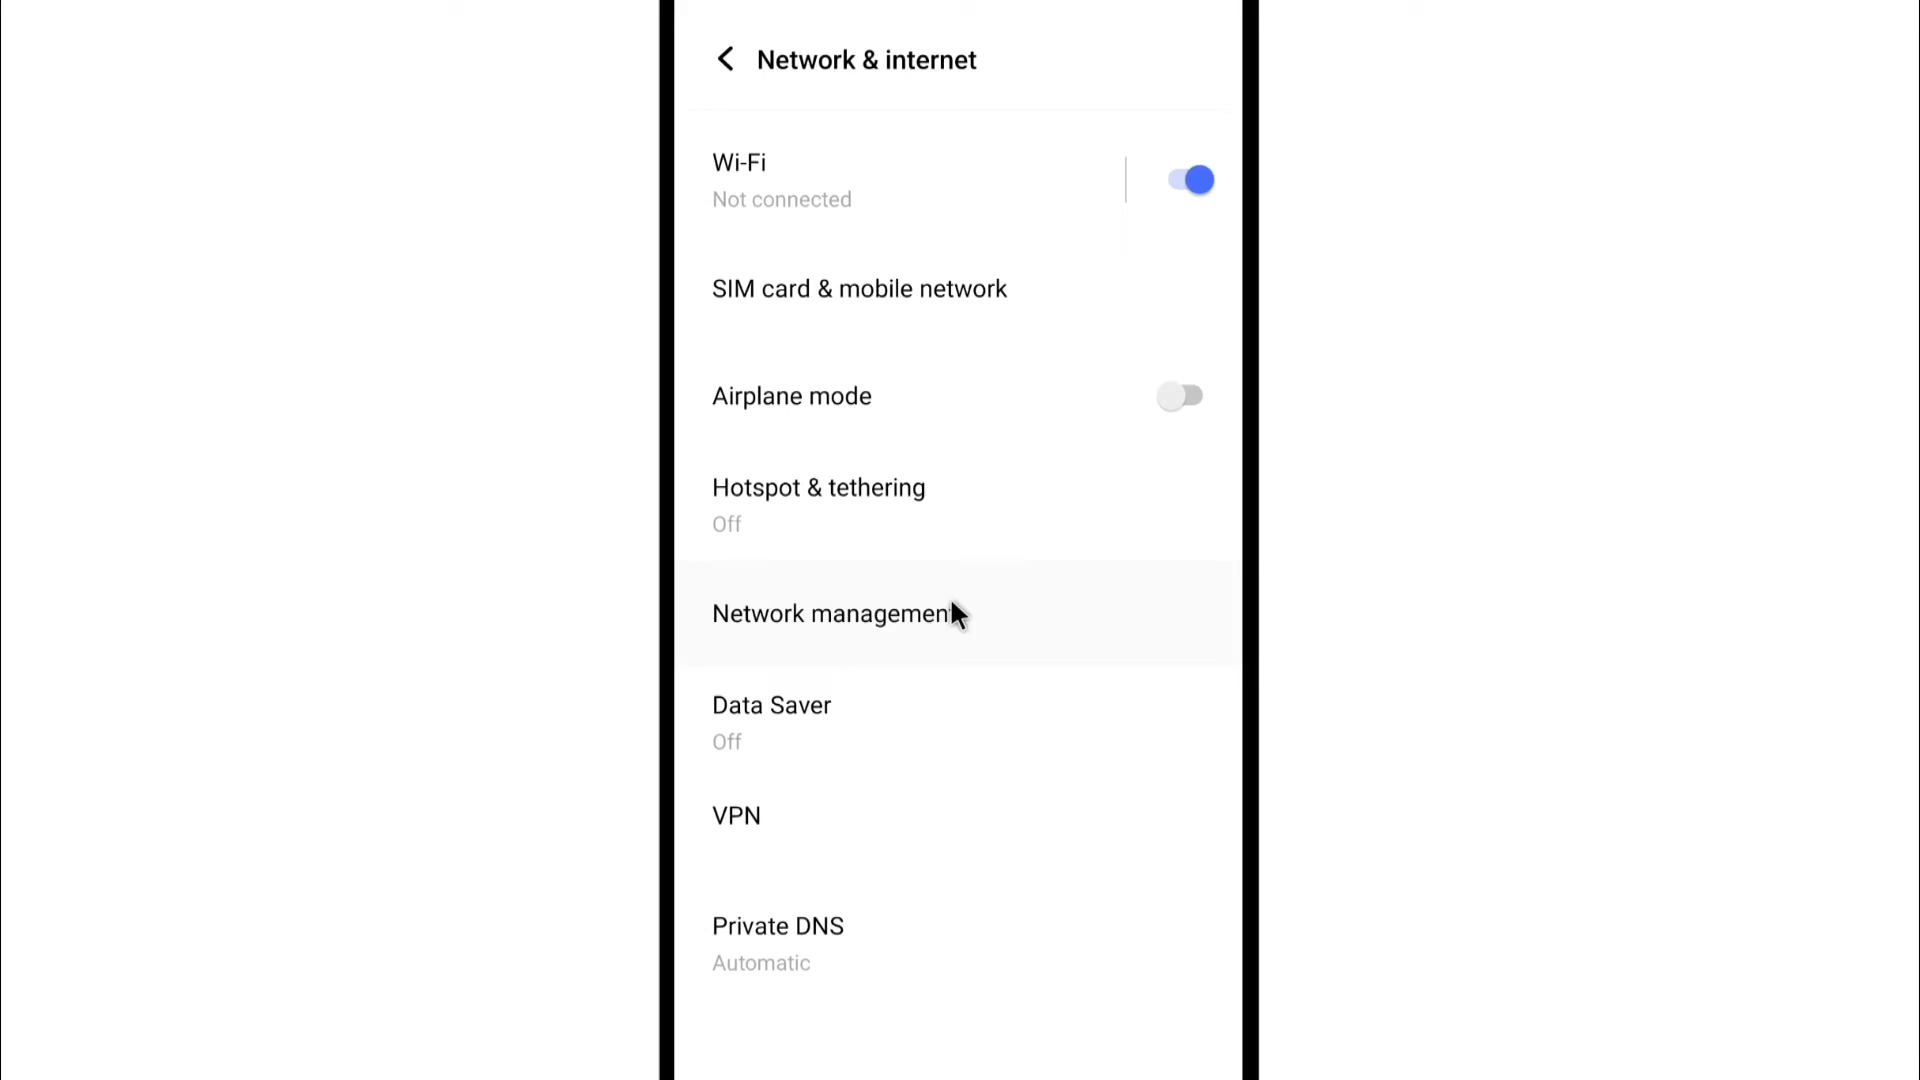 Network & internet
Wi-Fi
Not connected
SIM card & mobile network
Airplane mode
Hotspot & tethering
Off
Network management
Data Saver
Off
VPN
Private DNS
Automatic